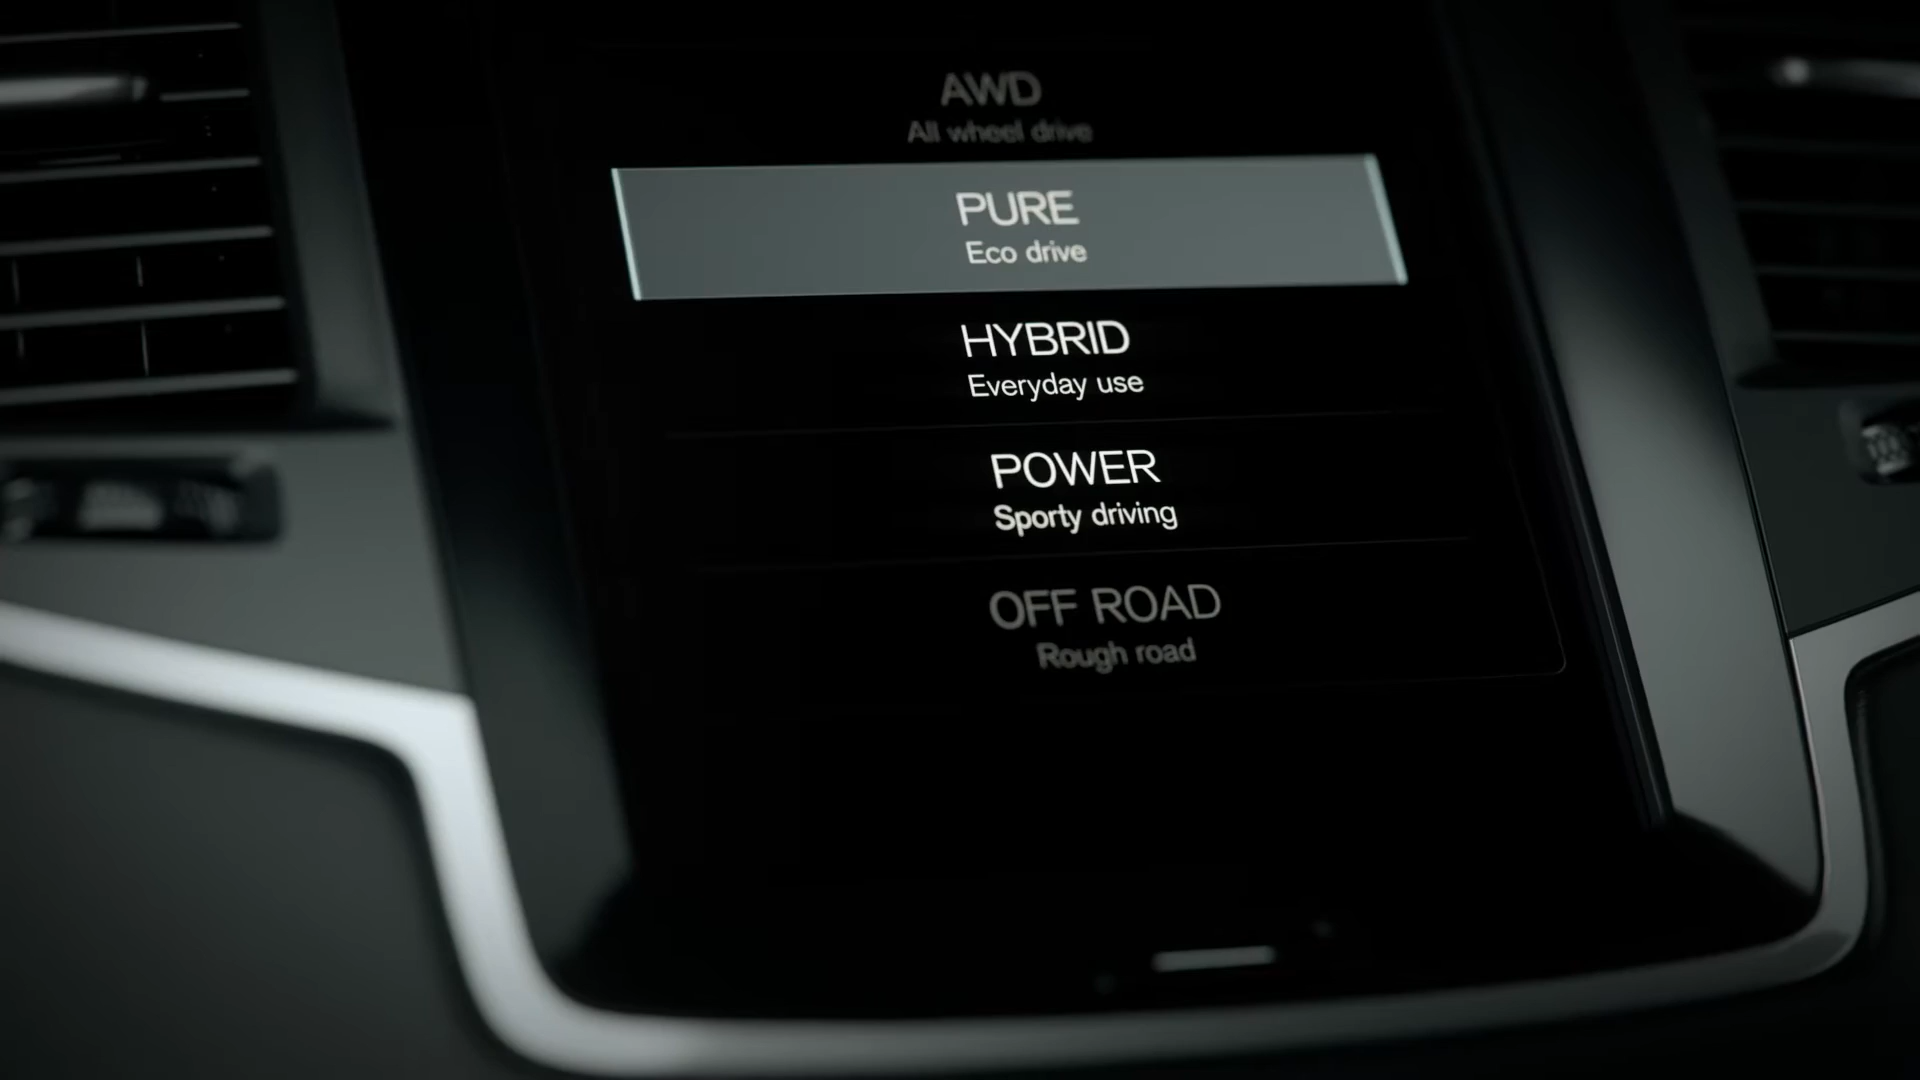 AWD
All wheel drive
PURE
Eco drive
HYBRID
Everyday use
POWER
Sporty driving
OFF ROAD
Rough road